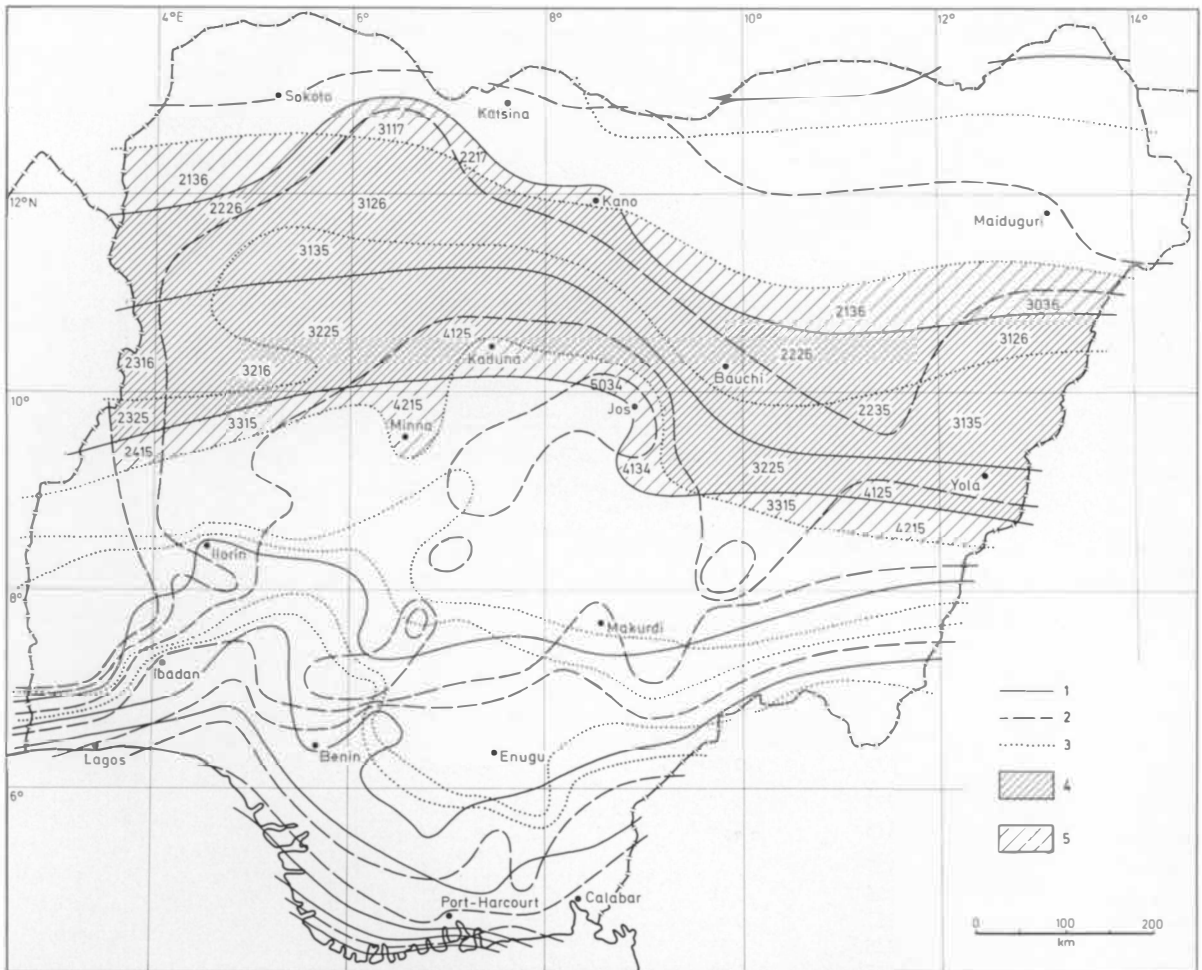 4°E 6° 8° 10° 12° 14°
Sokoto
Katsina
3117
2217
2136
12°N
2226 3126
Kano
Maiduguri
3135
2136 3036
3225 4125
2226
3126
Kaduna
2316
3216
Bauchi
10°
5034
2325 3315 4215
Jos
2235
3135
Minna
2415
4134
3225
Yola
3315
4125
4215
Ilorin
8°
Makurdi
Ibadan
1
2
Lagos
Benin
Enugu
3
6°
4
5
Port-Harcourt
Calabar
0 100 200
km